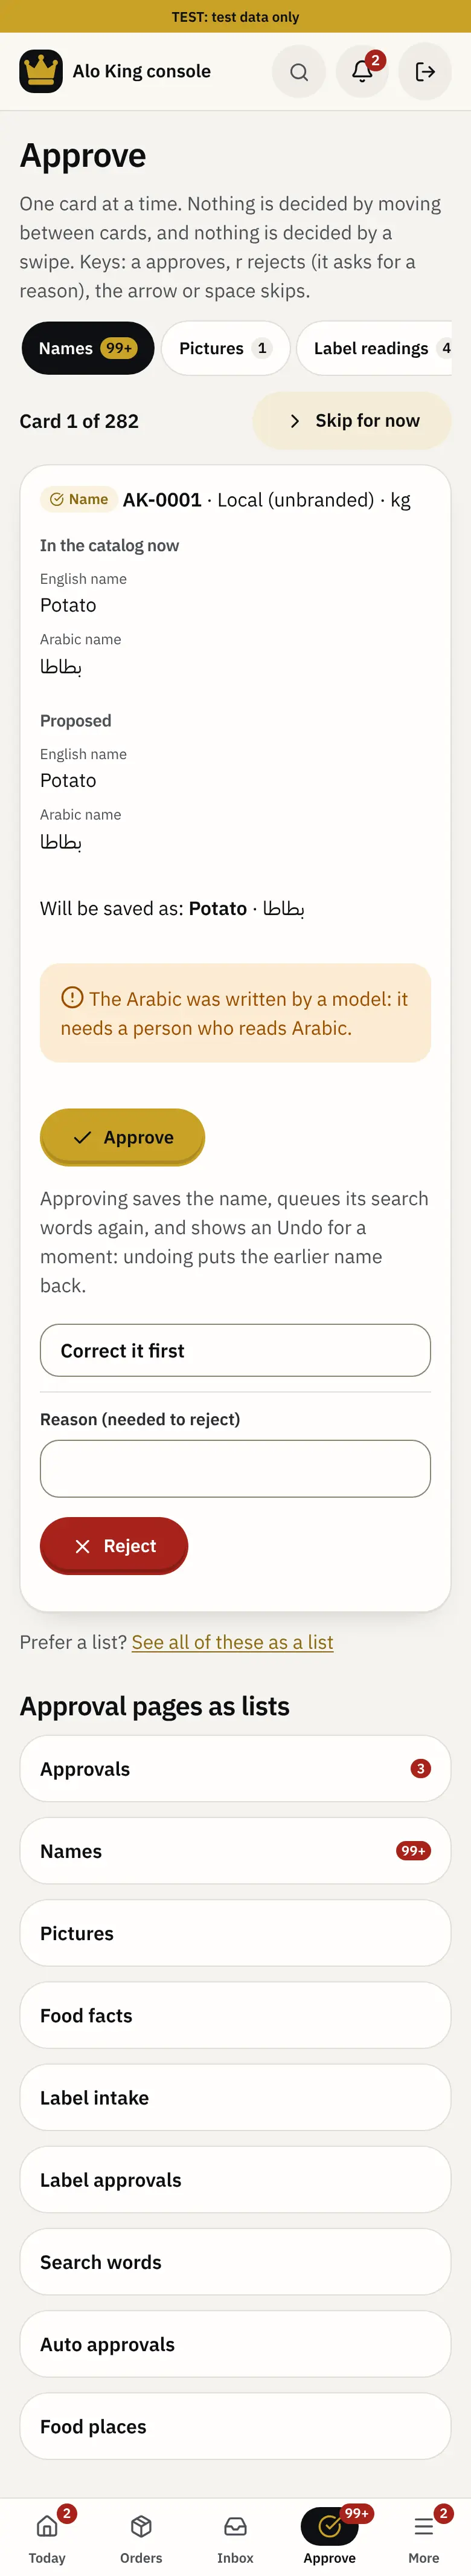 TEST: test data only
Alo King console
2
Approve
One card at a time. Nothing is decided by moving
between cards, and nothing is decided by a
swipe. Keys: a approves, r rejects (it asks for a
reason), the arrow or space skips.
Names 99+
Pictures 1
Label readings 4
Card 1 of 282
Skip for now
Name AK-0001 · Local (unbranded) · kg
In the catalog now
English name
Potato
Arabic name
بطاطا
Proposed
English name
Potato
Arabic name
بطاطا
Will be saved as: Potato · بطاطا
The Arabic was written by a model: it
needs a person who reads Arabic.
Approve
Approving saves the name, queues its search
words again, and shows an Undo for a
moment: undoing puts the earlier name
back.
Correct it first
Reason (needed to reject)
Reject
Prefer a list? See all of these as a list
Approval pages as lists
Approvals 3
Names 99+
Pictures
Food facts
Label intake
Label approvals
Search words
Auto approvals
Food places
2 99+ 2
Today Orders Inbox Approve More